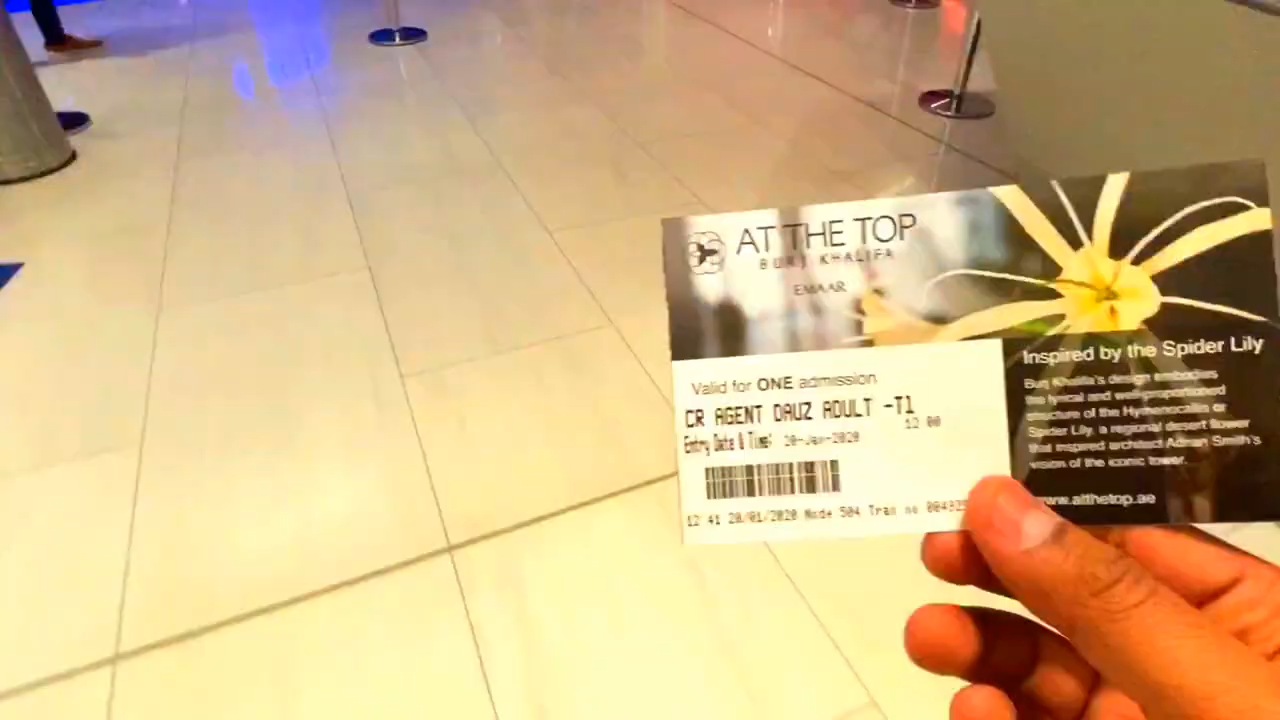 AT THE TOP
BURJ KHALIFA
EMAAR
Valid for ONE admission
CR AGENT DAUZ ADULT -T1
12 00
Entry Date & Time: 20-Jan-2020
12 41 20/01/2020 Node 504 Tran no
Inspired by the Spider Lily
Burj Khalifa's design embodies
the lyrical and well-proportioned
structure of the Hymenocallis or
Spider Lily, a regional desert flower
that inspired architect Adrian Smith's
vision of the iconic tower.
www.atthetop.ae